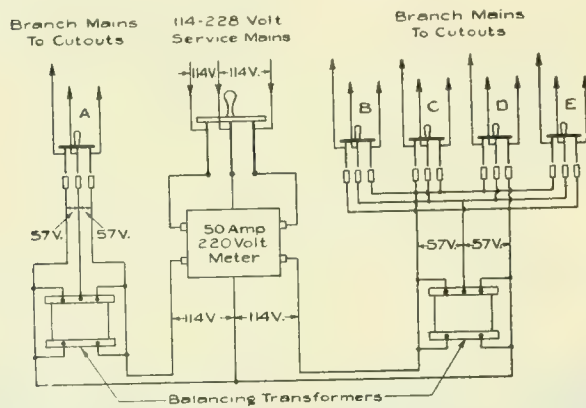 Branch Mains
To Cutouts
114-228 Volt
Service Mains
Branch Mains
To Cutouts
114V. 114V.
A
B
C
D
E
57V. 57V.
50 Amp
220 Volt
Meter
57V. 57V.
114V. 114V.
Balancing Transformers